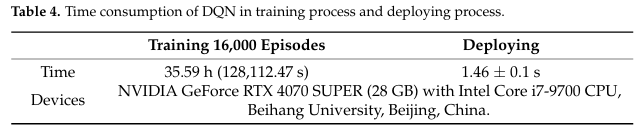 Table 4. Time consumption of DQN in training process and deploying process.
Training 16,000 Episodes Deploying
Time 35.59 h (128,112.47 s) 1.46 ± 0.1 s
Devices NVIDIA GeForce RTX 4070 SUPER (28 GB) with Intel Core i7-9700 CPU,
Beihang University, Beijing, China.